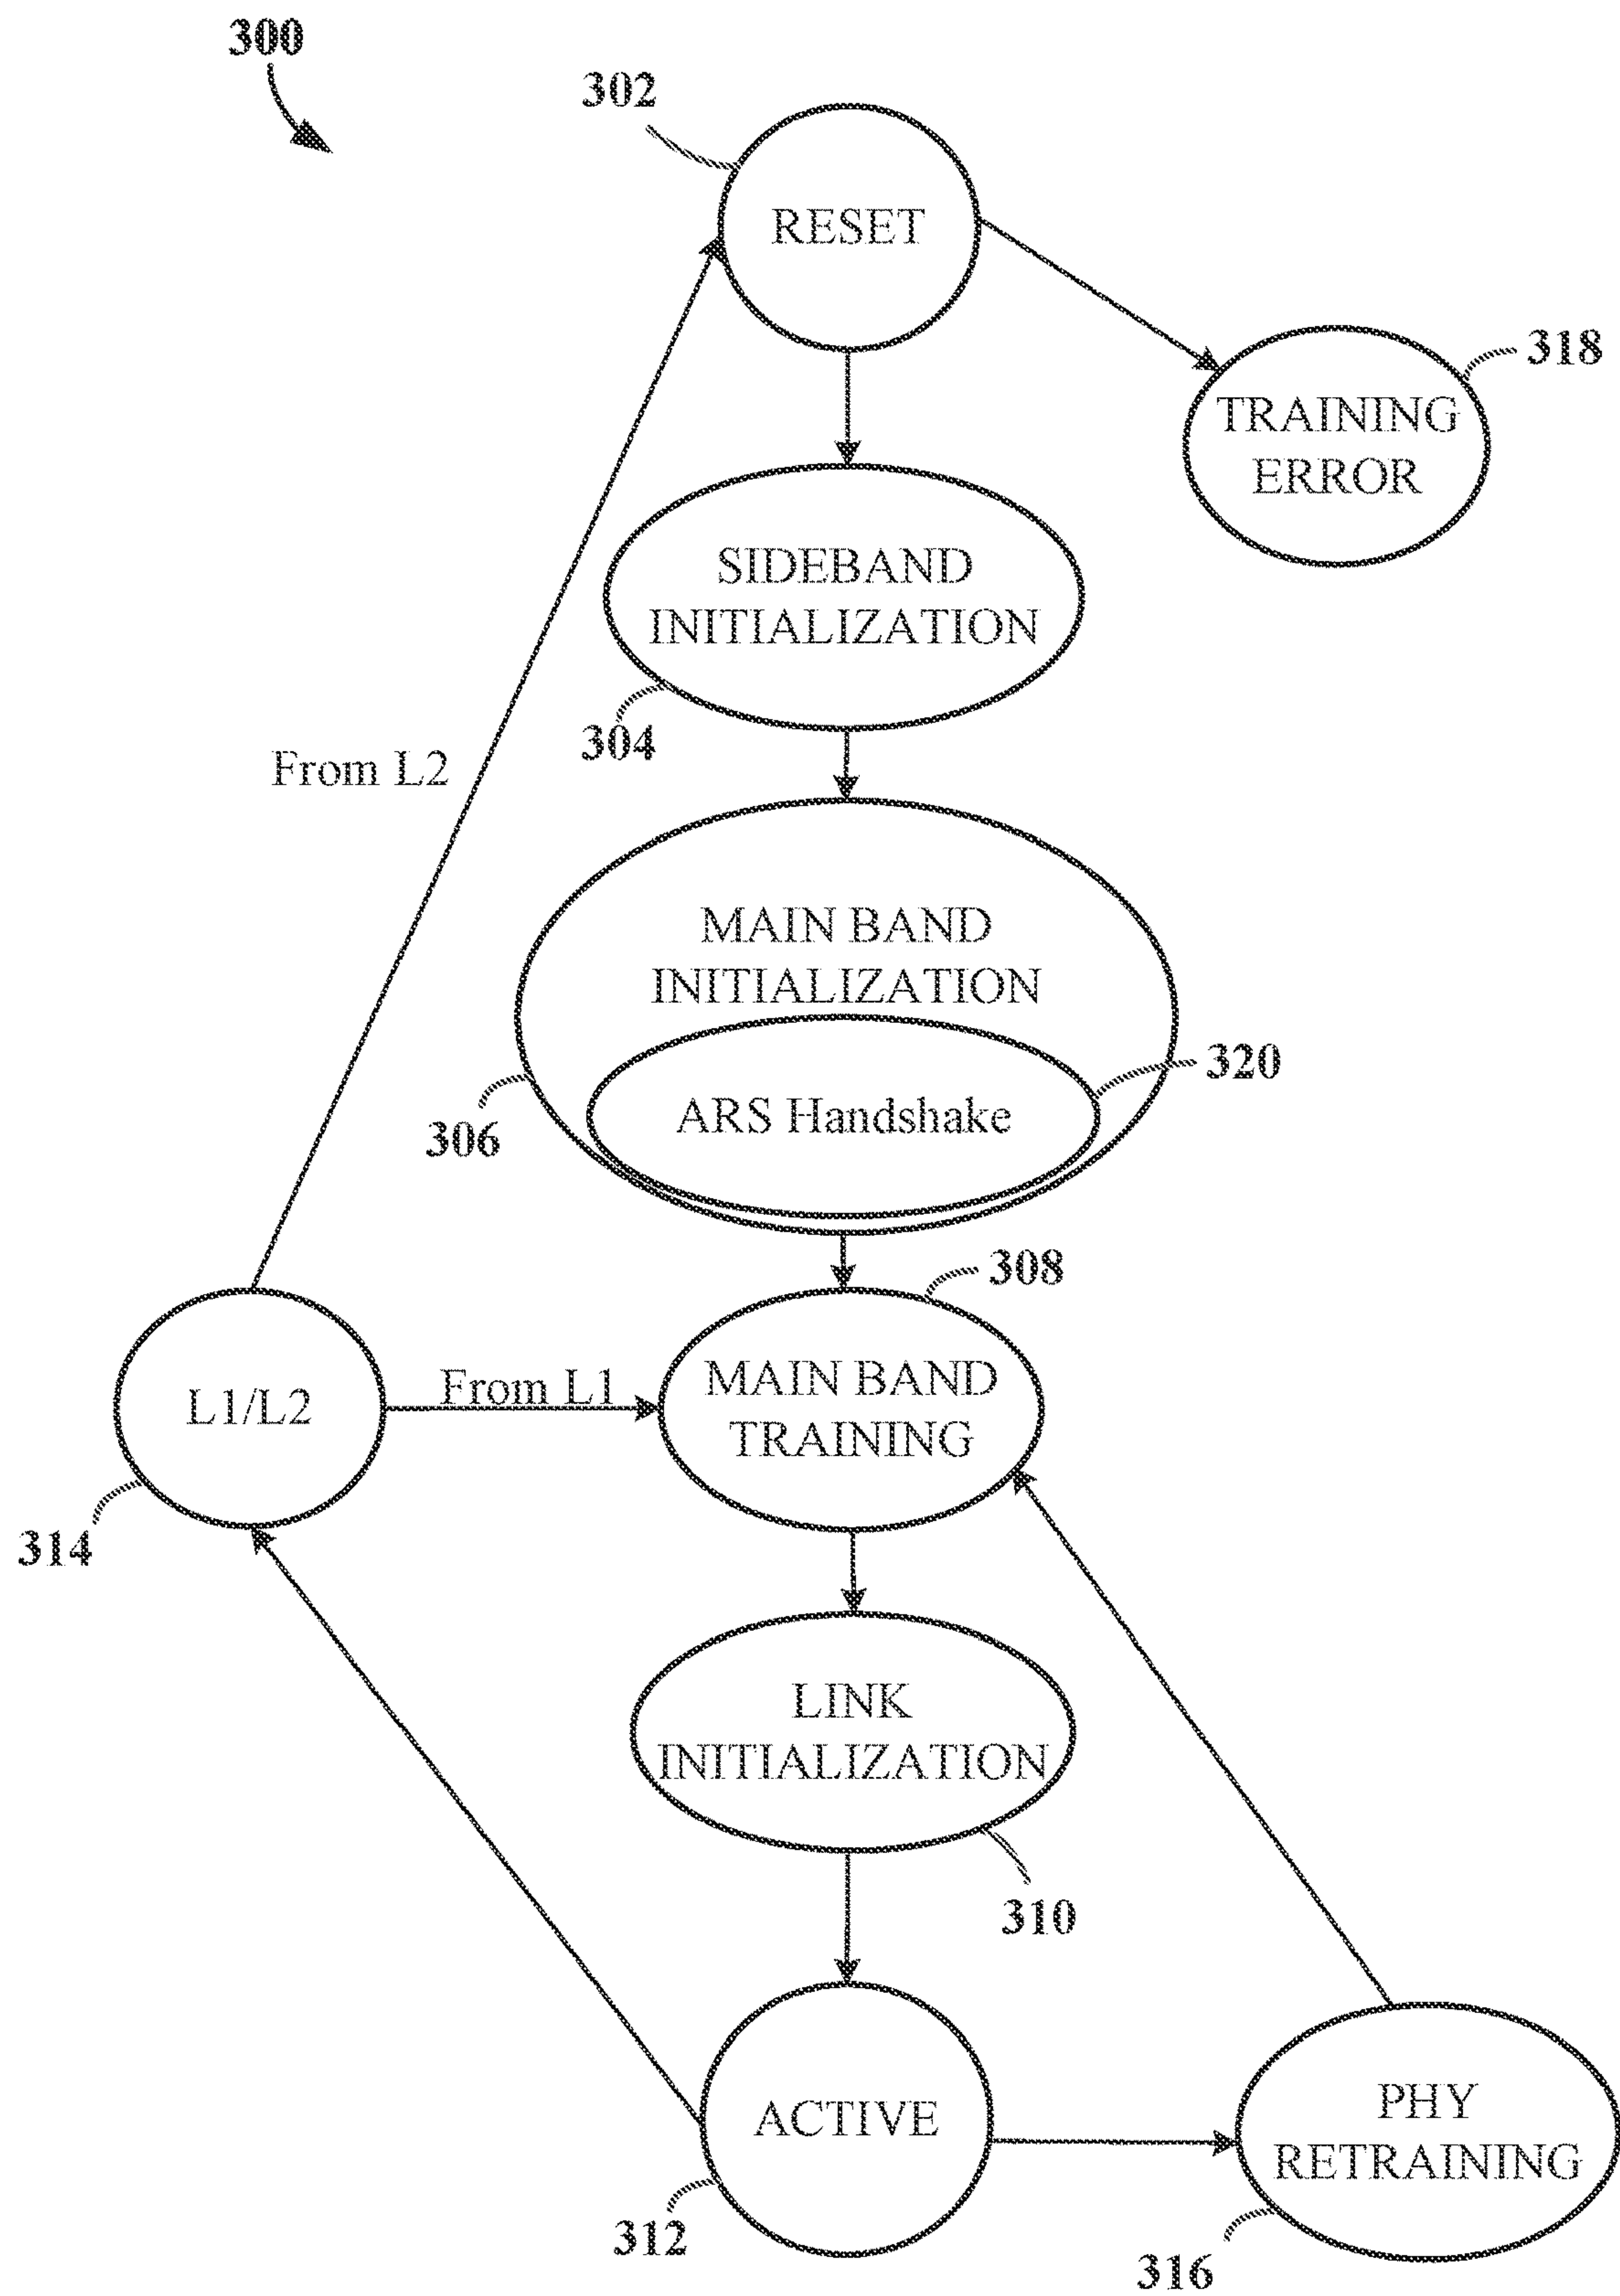 300
302
RESET
318
TRAINING
ERROR
SIDEBAND
INITIALIZATION
304
From L2
MAIN BAND
INITIALIZATION
320
ARS Handshake
306
308
L1/L2
From L1
MAIN BAND
TRAINING
314
LINK
INITIALIZATION
310
ACTIVE
PHY
RETRAINING
312
316